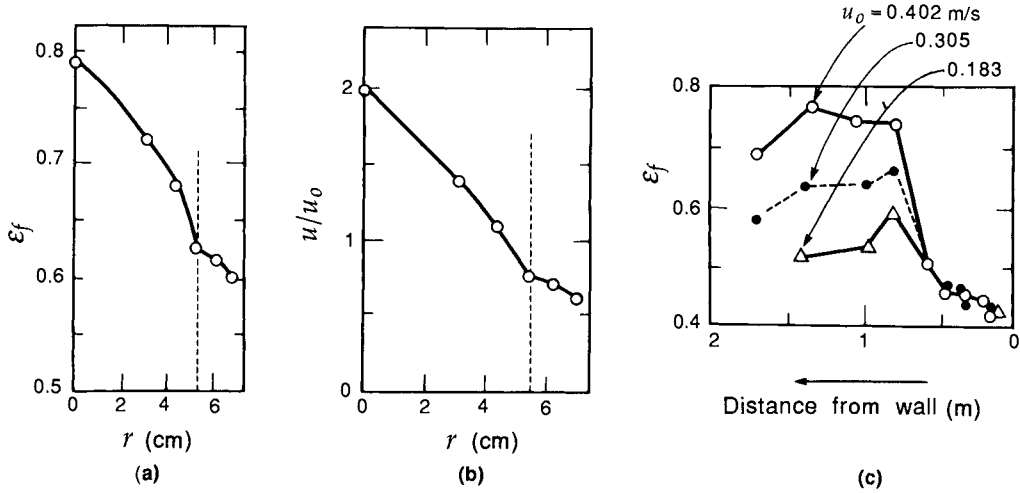 0.8
0.7
0.6
0.5
ε_f
0 2 4 6
r (cm)
(a)
2
1
0
u/u_o
0 2 4 6
r (cm)
(b)
u_o = 0.402 m/s
0.305
0.183
0.8
0.6
0.4
ε_f
2 1 0
Distance from wall (m)
(c)